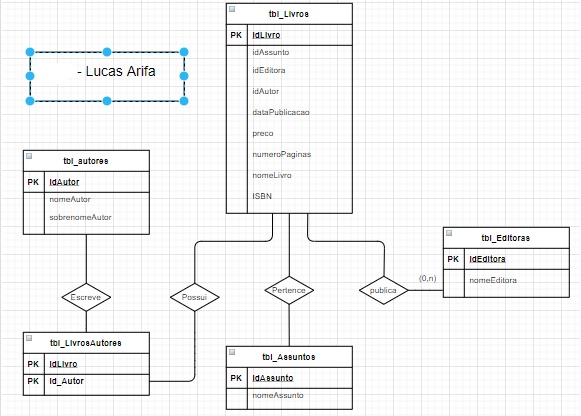 tbl_Livros
PK IdLivro
idAssunto
idEditora
idAutor
dataPublicacao
preco
numeroPaginas
nomeLivro
ISBN
- Lucas Arifa
tbl_autores
PK IdAutor
nomeAutor
sobrenomeAutor
tbl_Editoras
PK IdEditora
nomeEditora
Escreve
Possui
Pertence
publica
(0,n)
tbl_LivrosAutores
PK IdLivro
PK Id_Autor
tbl_Assuntos
PK IdAssunto
nomeAssunto